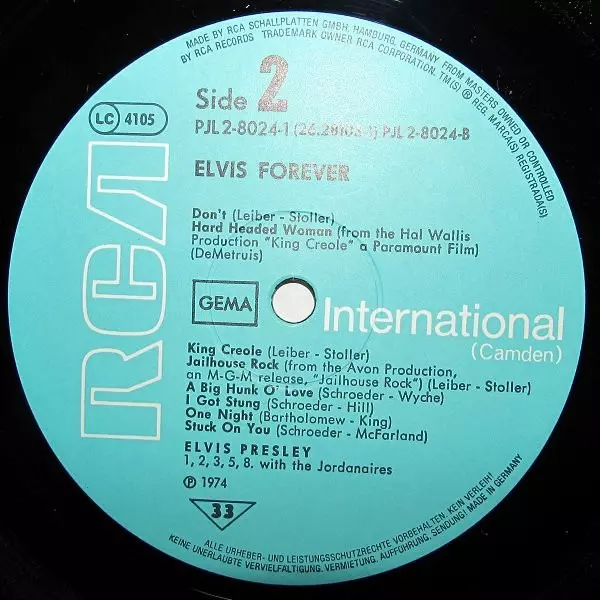 MADE BY RCA SCHALLPLATTEN GMBH, HAMBURG, GERMANY FROM MASTERS OWNED OR CONTROLLED
BY RCA RECORDS TRADEMARK OWNER RCA CORPORATION. TM(S) ® REG. MARCA(S) REGISTRADA(S)
Side 2
LC 4105
PJL 2-8024-1 PJL 2-8024-B
ELVIS FOREVER
RCA
Don't (Leiber - Stoller)
Hard Headed Woman (from the Hal Wallis
Production "King Creole" a Paramount Film)
(DeMetruis)
GEMA
International
(Camden)
King Creole (Leiber - Stoller)
Jailhouse Rock (from the Avon Production,
an M-G-M release, "Jailhouse Rock") (Leiber - Stoller)
A Big Hunk O' Love (Schroeder - Wyche)
I Got Stung (Schroeder - Hill)
One Night (Bartholomew - King)
Stuck On You (Schroeder - McFarland)
ELVIS PRESLEY
1, 2, 3, 5, 8. with the Jordanaires
℗ 1974
33
ALLE URHEBER- UND LEISTUNGSSCHUTZRECHTE VORBEHALTEN, KEIN VERLEIH!
KEINE UNERLAUBTE VERVIELFÄLTIGUNG, VERMIETUNG, AUFFÜHRUNG, SENDUNG! MADE IN GERMANY